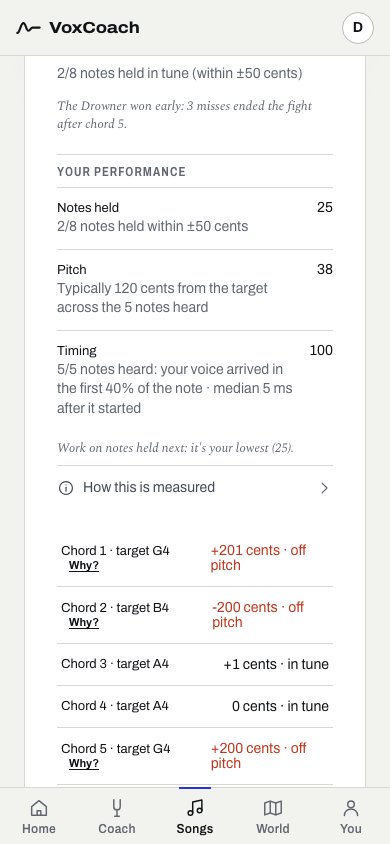 VoxCoach
D
2/8 notes held in tune (within ±50 cents)
The Drowner won early: 3 misses ended the fight
after chord 5.
YOUR PERFORMANCE
Notes held 25
2/8 notes held within ±50 cents
Pitch 38
Typically 120 cents from the target
across the 5 notes heard
Timing 100
5/5 notes heard: your voice arrived in
the first 40% of the note · median 5 ms
after it started
Work on notes held next: it's your lowest (25).
How this is measured
Chord 1 · target G4 +201 cents · off
Why? pitch
Chord 2 · target B4 -200 cents · off
Why? pitch
Chord 3 · target A4 +1 cents · in tune
Chord 4 · target A4 0 cents · in tune
Chord 5 · target G4 +200 cents · off
Why? pitch
Home Coach Songs World You